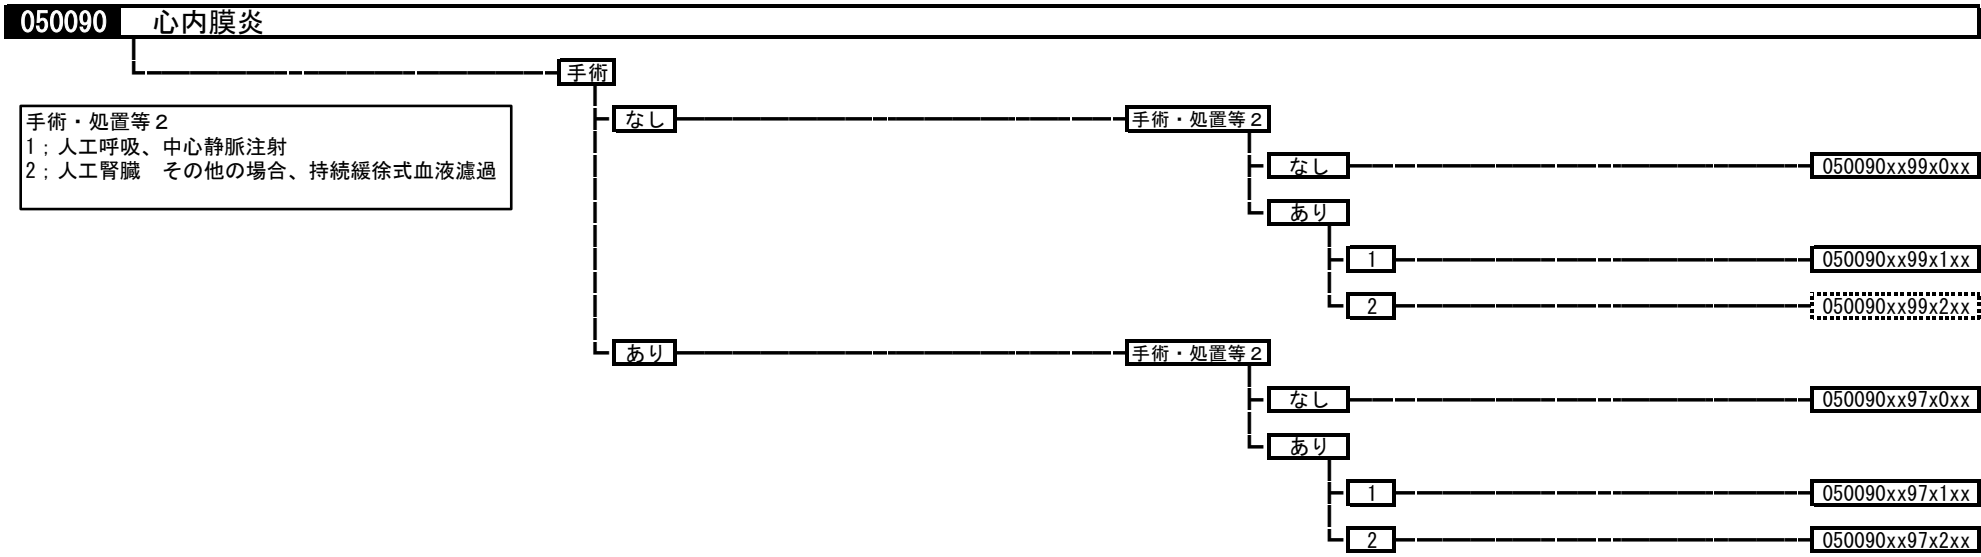 050090 心内膜炎
手術
手術・処置等２
1；人工呼吸、中心静脈注射
2；人工腎臓　その他の場合、持続緩徐式血液濾過
なし 手術・処置等２
なし 050090xx99x0xx
あり
1 050090xx99x1xx
2 050090xx99x2xx
あり 手術・処置等２
なし 050090xx97x0xx
あり
1 050090xx97x1xx
2 050090xx97x2xx